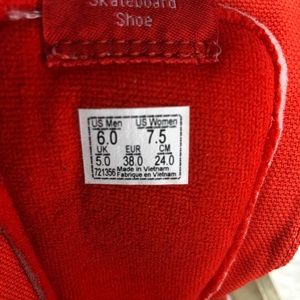 Skateboard
Shoe
US Men US Women
6.0 7.5
UK EUR CM
5.0 38.0 24.0
721356 Made in Vietnam
Fabriqué en Vietnam